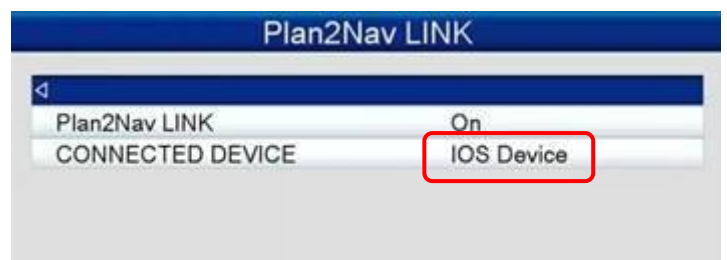 Plan2Nav LINK
Plan2Nav LINK On
CONNECTED DEVICE IOS Device